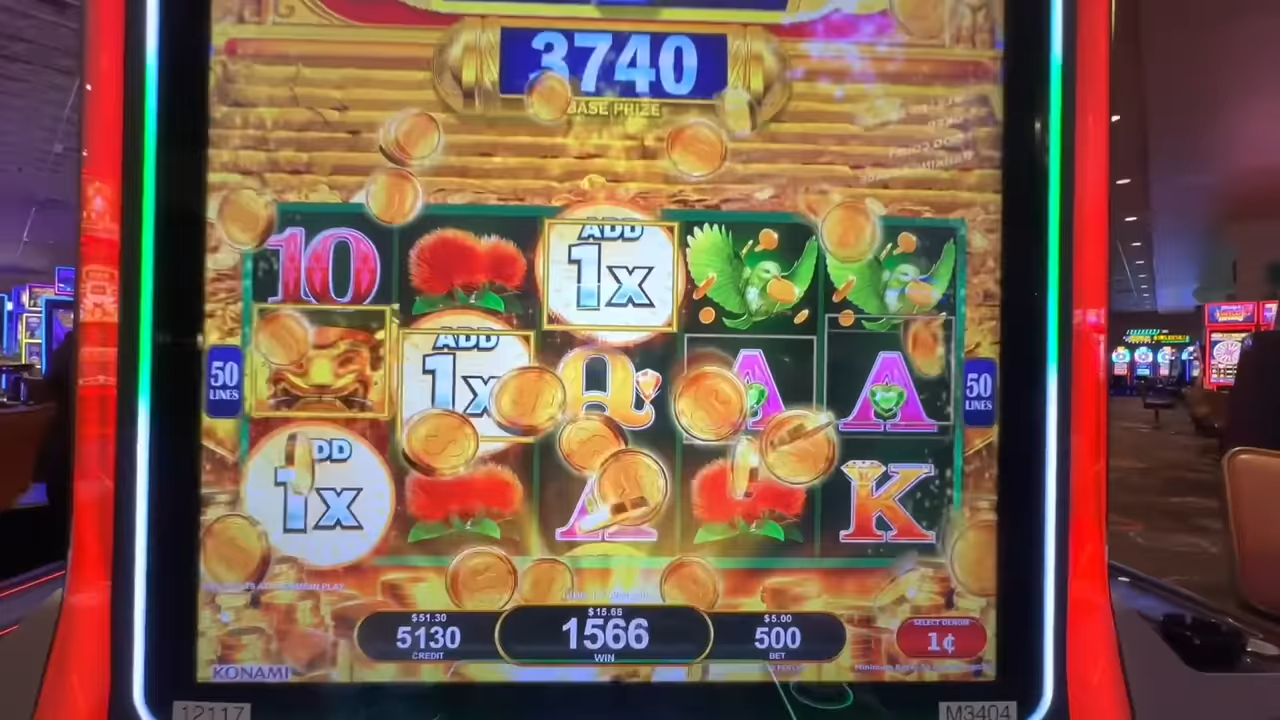 3740
BASE PRIZE
10
ADD
1x
50
LINES
ADD
1x
Q
A
A
50
LINES
DD
1x
K
$51.30
5130
CREDIT
$15.66
1566
WIN
$5.00
500
BET
SELECT DENOM
1¢
KONAMI
12117
M3404